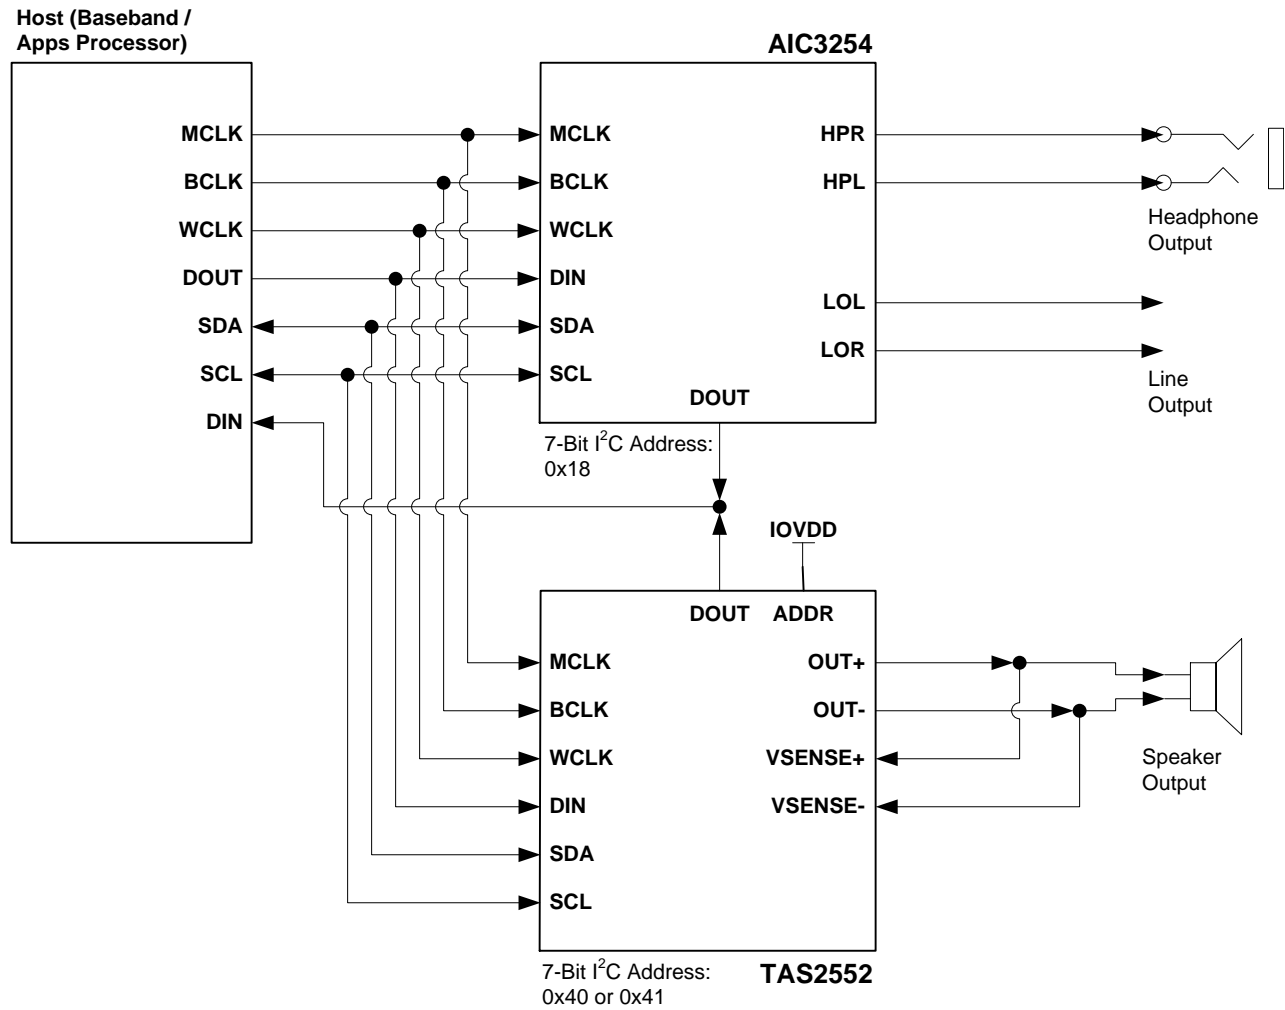 Host (Baseband /
Apps Processor)
MCLK
BCLK
WCLK
DOUT
SDA
SCL
DIN
AIC3254
MCLK
BCLK
WCLK
DIN
SDA
SCL
DOUT
HPR
HPL
LOL
LOR
Headphone
Output
Line
Output
7-Bit I²C Address:
0x18
IOVDD
DOUT
ADDR
MCLK
BCLK
WCLK
DIN
SDA
SCL
OUT+
OUT-
VSENSE+
VSENSE-
Speaker
Output
7-Bit I²C Address:
0x40 or 0x41
TAS2552